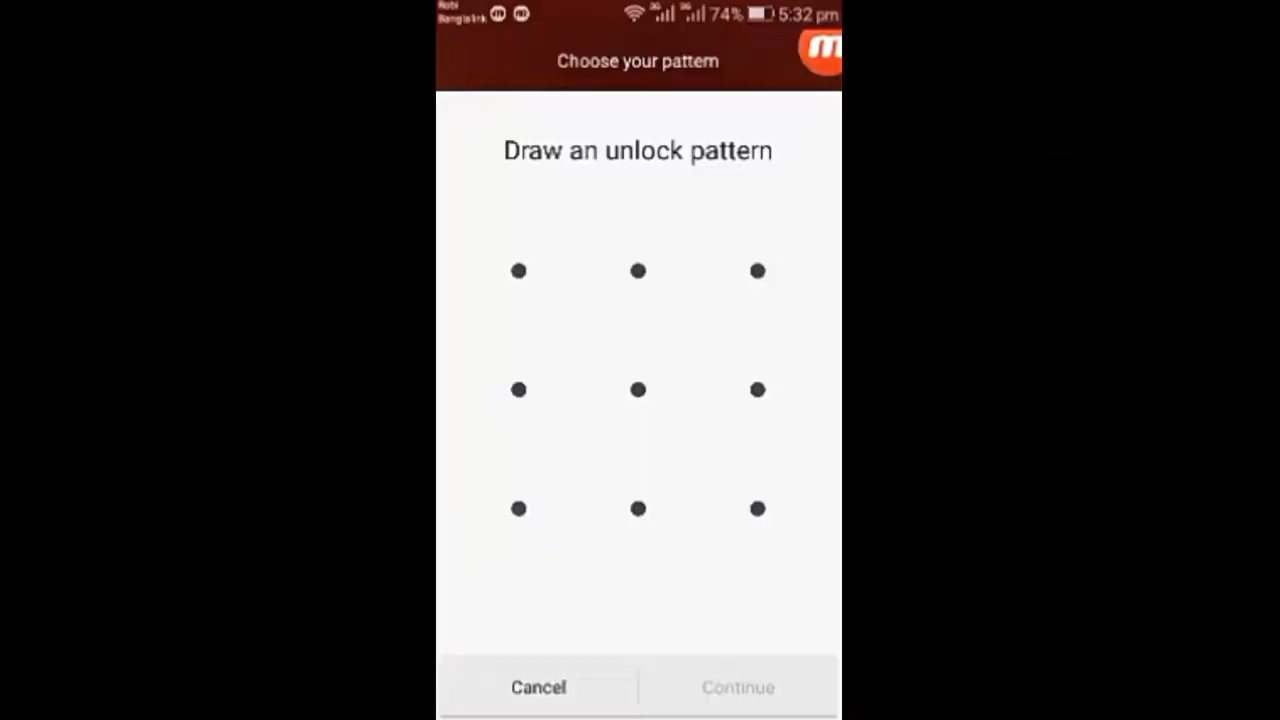 Robi
Banglalink 74% 5:32 pm
Choose your pattern
Draw an unlock pattern
Cancel Continue